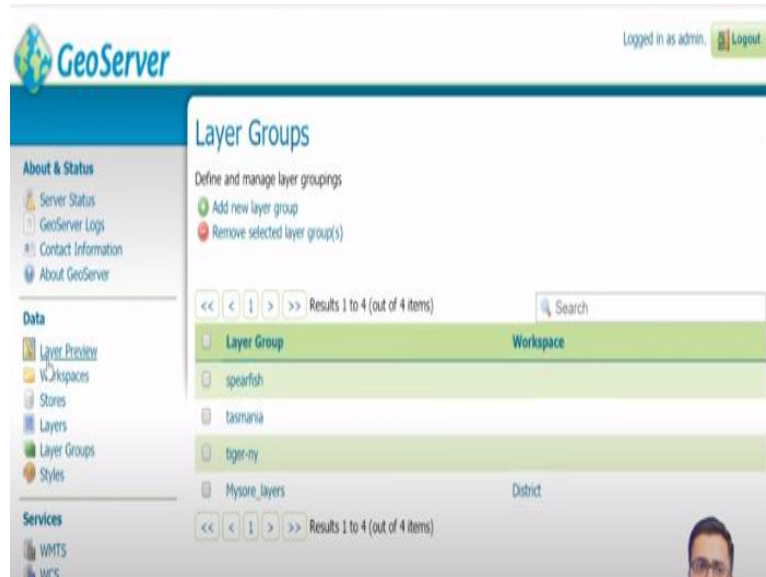 GeoServer
Logged in as admin.
Logout
About & Status
Server Status
GeoServer Logs
Contact Information
About GeoServer
Data
Layer Preview
Workspaces
Stores
Layers
Layer Groups
Styles
Services
WMTS
WCS
Layer Groups
Define and manage layer groupings
Add new layer group
Remove selected layer group(s)
<< < 1 > >> Results 1 to 4 (out of 4 items)
Search
Layer Group Workspace
spearfish
tasmania
tiger-ny
Mysore_layers District
<< < 1 > >> Results 1 to 4 (out of 4 items)